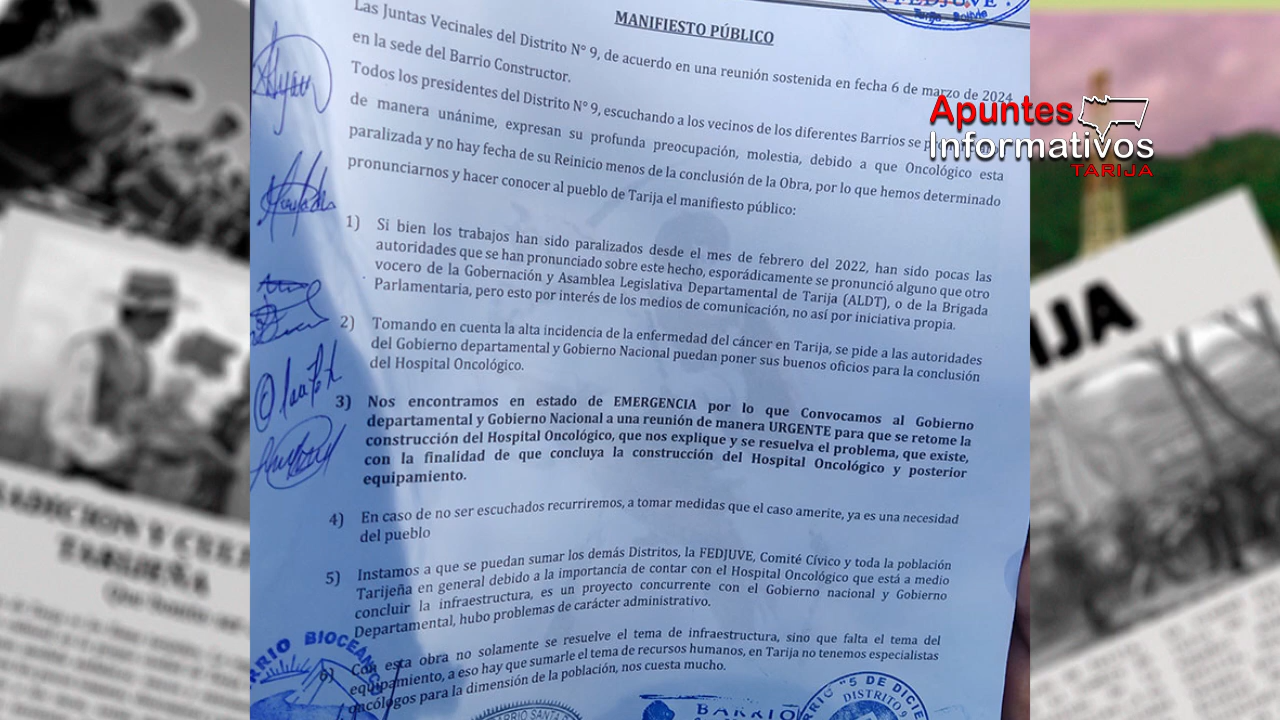 FEDJUVE
Tarija - Bolivia
MANIFIESTO PÚBLICO
Las Juntas Vecinales del Distrito N° 9, de acuerdo en una reunión sostenida en fecha 6 de marzo de 2024
en la sede del Barrio Constructor.
Todos los presidentes del Distrito N° 9, escuchando a los vecinos de los diferentes Barrios se
de manera unánime, expresan su profunda preocupación, molestia, debido a que Oncológico esta
paralizada y no hay fecha de su Reinicio menos de la conclusión de la Obra, por lo que hemos determinado
pronunciarnos y hacer conocer al pueblo de Tarija el manifiesto público:
1) Si bien los trabajos han sido paralizados desde el mes de febrero del 2022, han sido pocas las
autoridades que se han pronunciado sobre este hecho, esporádicamente se pronunció alguno que otro
vocero de la Gobernación y Asamblea Legislativa Departamental de Tarija (ALDT), o de la Brigada
Parlamentaria, pero esto por interés de los medios de comunicación, no así por iniciativa propia.
2) Tomando en cuenta la alta incidencia de la enfermedad del cáncer en Tarija, se pide a las autoridades
del Gobierno departamental y Gobierno Nacional puedan poner sus buenos oficios para la conclusión
del Hospital Oncológico.
3) Nos encontramos en estado de EMERGENCIA por lo que Convocamos al Gobierno
departamental y Gobierno Nacional a una reunión de manera URGENTE para que se retome la
construcción del Hospital Oncológico, que nos explique y se resuelva el problema, que existe,
con la finalidad de que concluya la construcción del Hospital Oncológico y posterior
equipamiento.
4) En caso de no ser escuchados recurriremos, a tomar medidas que el caso amerite, ya es una necesidad
del pueblo
5) Instamos a que se puedan sumar los demás Distritos, la FEDJUVE, Comité Cívico y toda la población
Tarijeña en general debido a la importancia de contar con el Hospital Oncológico que está a medio
concluir la infraestructura, es un proyecto concurrente con el Gobierno nacional y Gobierno
Departamental, hubo problemas de carácter administrativo.
6) Con esta obra no solamente se resuelve el tema de infraestructura, sino que falta el tema del
equipamiento, a eso hay que sumarle el tema de recursos humanos, en Tarija no tenemos especialistas
oncólogos para la dimensión de la población, nos cuesta mucho.
BARRIO BIOCEANIC
BARRIO SANTA
BARRIO
BARRIO "5 DE DICIE
DISTRITO 9
Apuntes
Informativos
TARIJA
RADICION Y CULT
TARIJEÑA
IJA